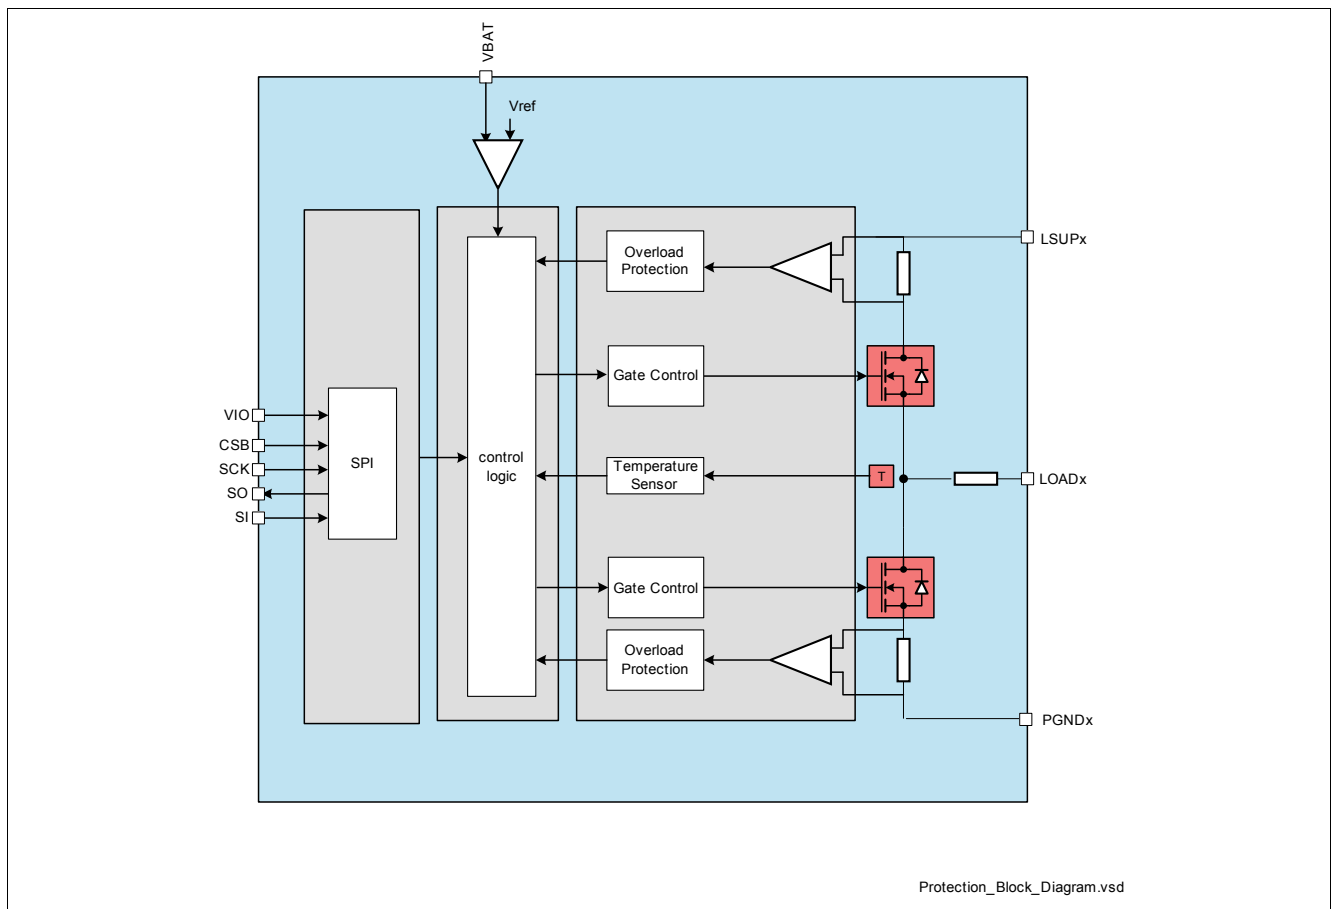 VBAT
Vref
Overload
Protection
LSUPx
Gate Control
VIO
CSB
SCK
SO
SI
SPI
control
logic
Temperature
Sensor
T
LOADx
Gate Control
Overload
Protection
PGNDx
Protection_Block_Diagram.vsd